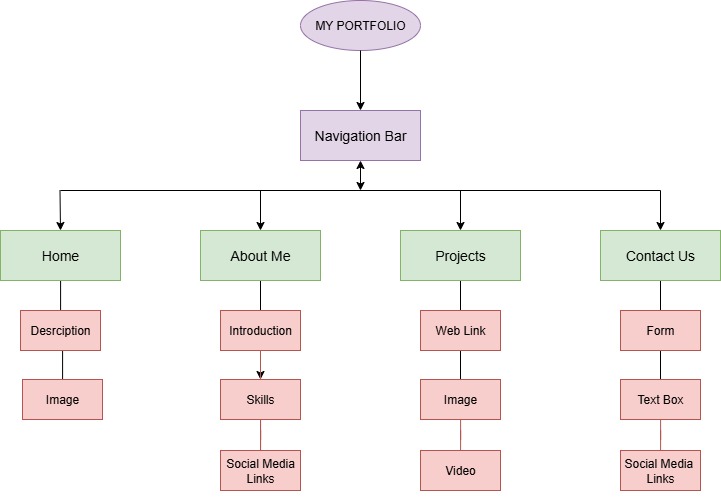 MY PORTFOLIO
Navigation Bar
Home
About Me
Projects
Contact Us
Desrciption
Introduction
Web Link
Form
Image
Skills
Image
Text Box
Social Media
Links
Video
Social Media
Links